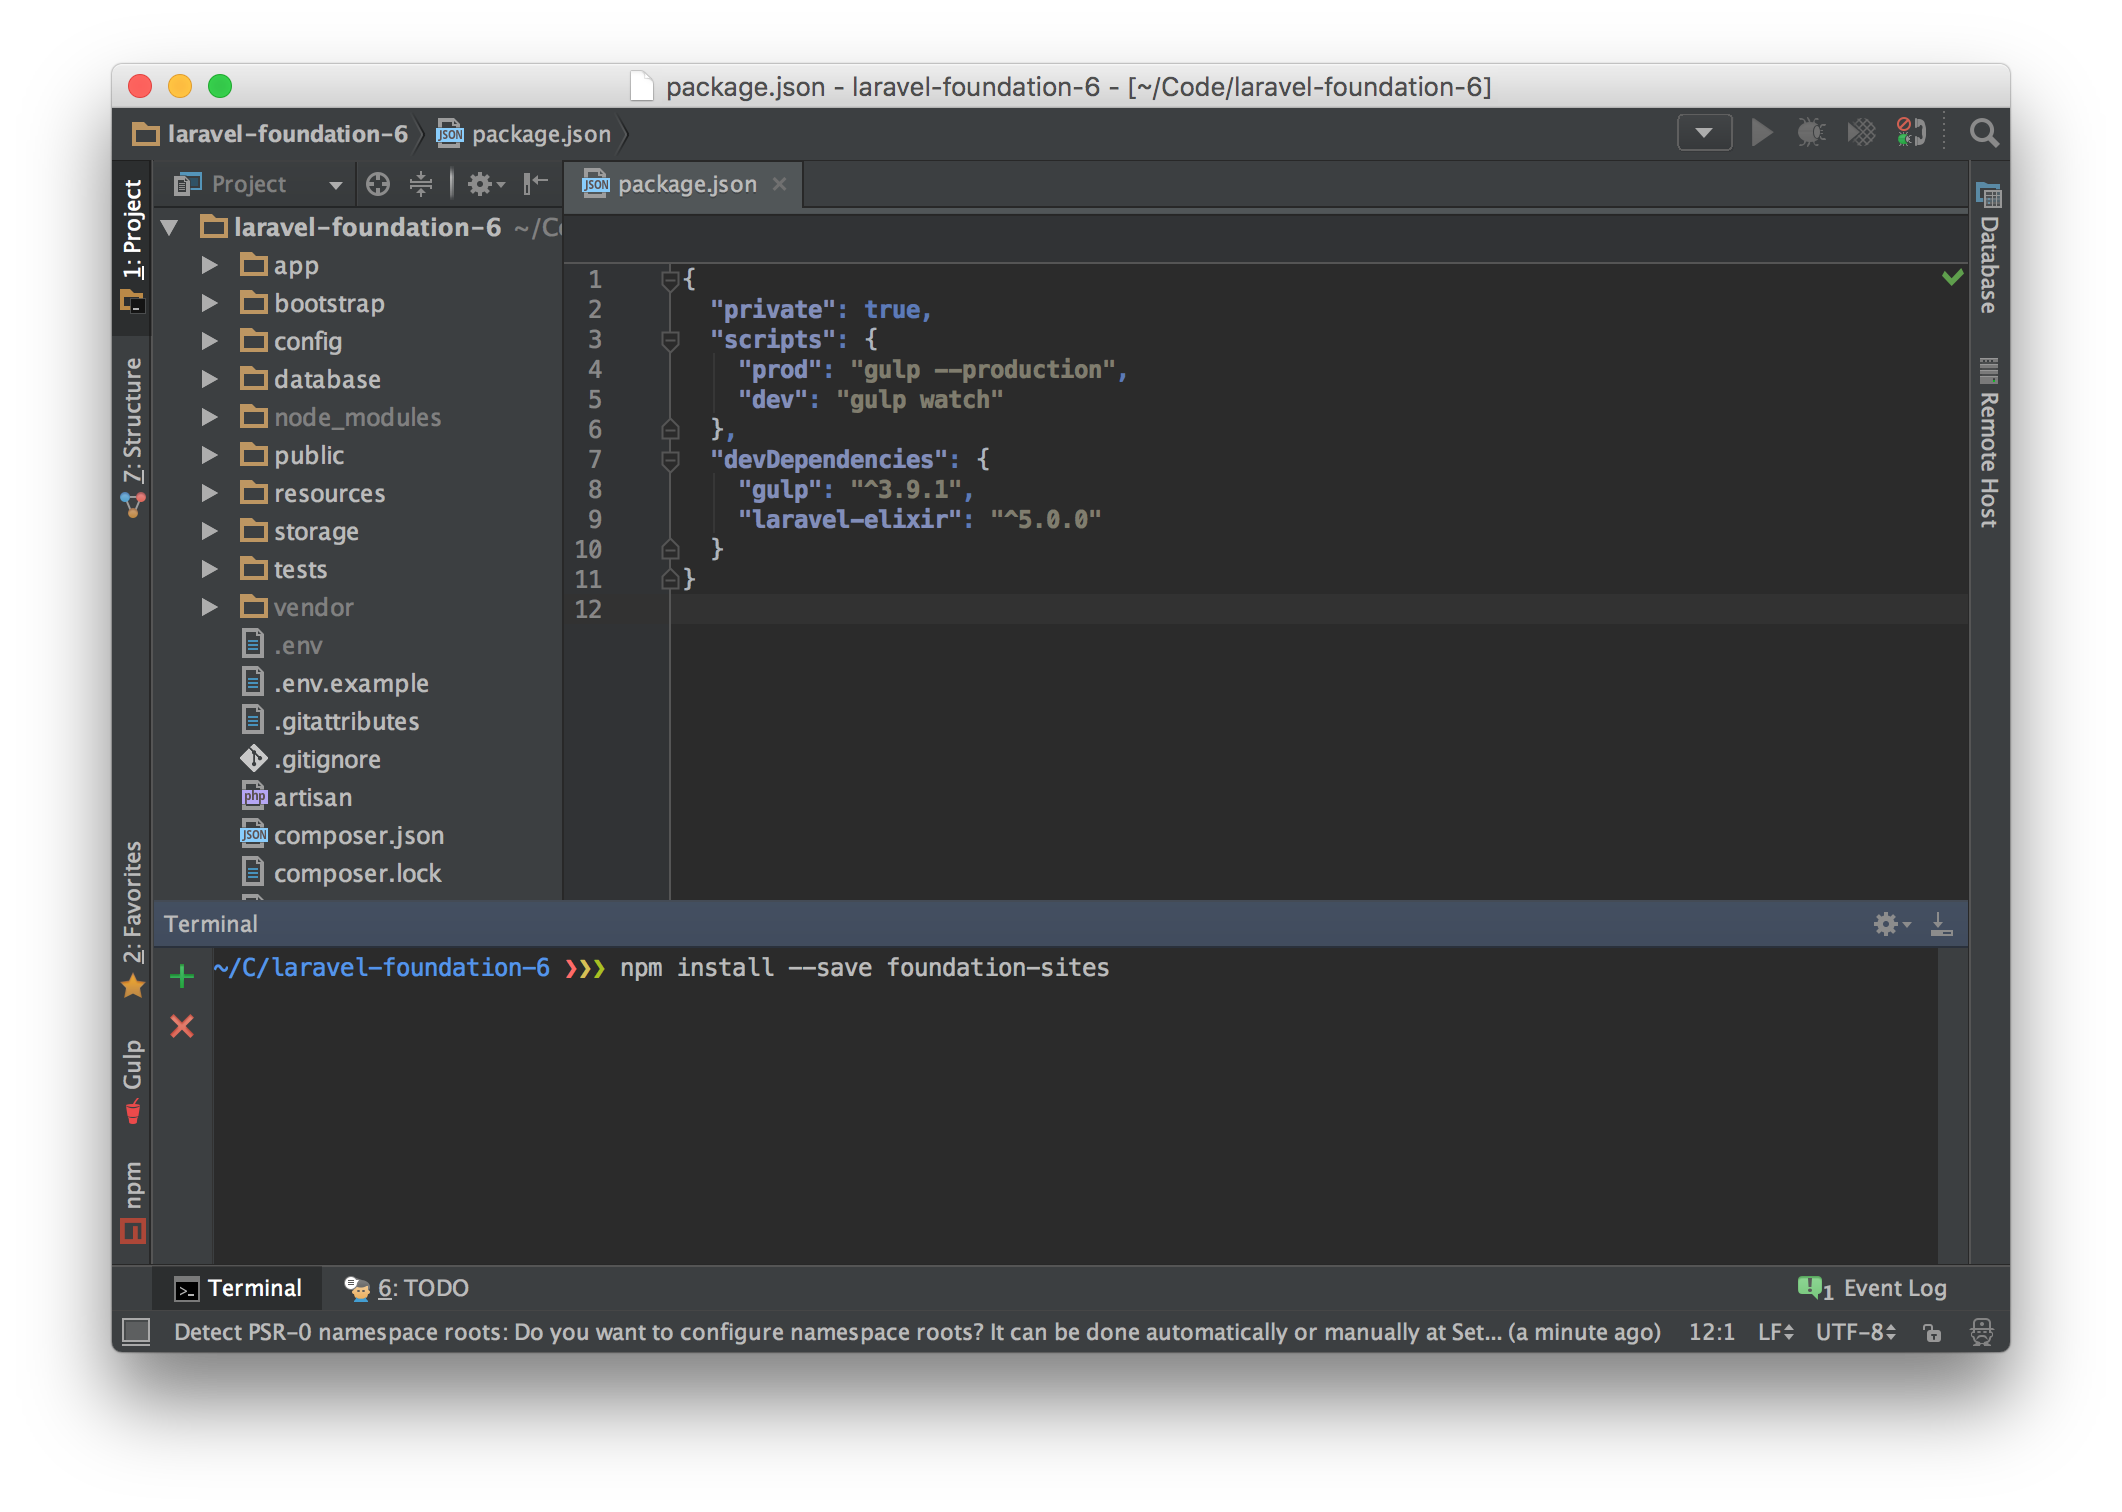 package.json - laravel-foundation-6 - [~/Code/laravel-foundation-6]
laravel-foundation-6
JSON
package.json
1: Project
7: Structure
2: Favorites
Gulp
npm
Project
laravel-foundation-6 ~/C
app
bootstrap
config
database
node_modules
public
resources
storage
tests
vendor
.env
.env.example
.gitattributes
.gitignore
php artisan
JSON composer.json
composer.lock
JSON package.json
1 {
2 "private": true,
3 "scripts": {
4 "prod": "gulp --production",
5 "dev": "gulp watch"
6 },
7 "devDependencies": {
8 "gulp": "^3.9.1",
9 "laravel-elixir": "^5.0.0"
10 }
11 }
12
Database
Remote Host
Terminal
~/C/laravel-foundation-6 ❯❯❯ npm install --save foundation-sites
Terminal
6: TODO
1 Event Log
Detect PSR-0 namespace roots: Do you want to configure namespace roots? It can be done automatically or manually at Set... (a minute ago)
12:1
LF
UTF-8